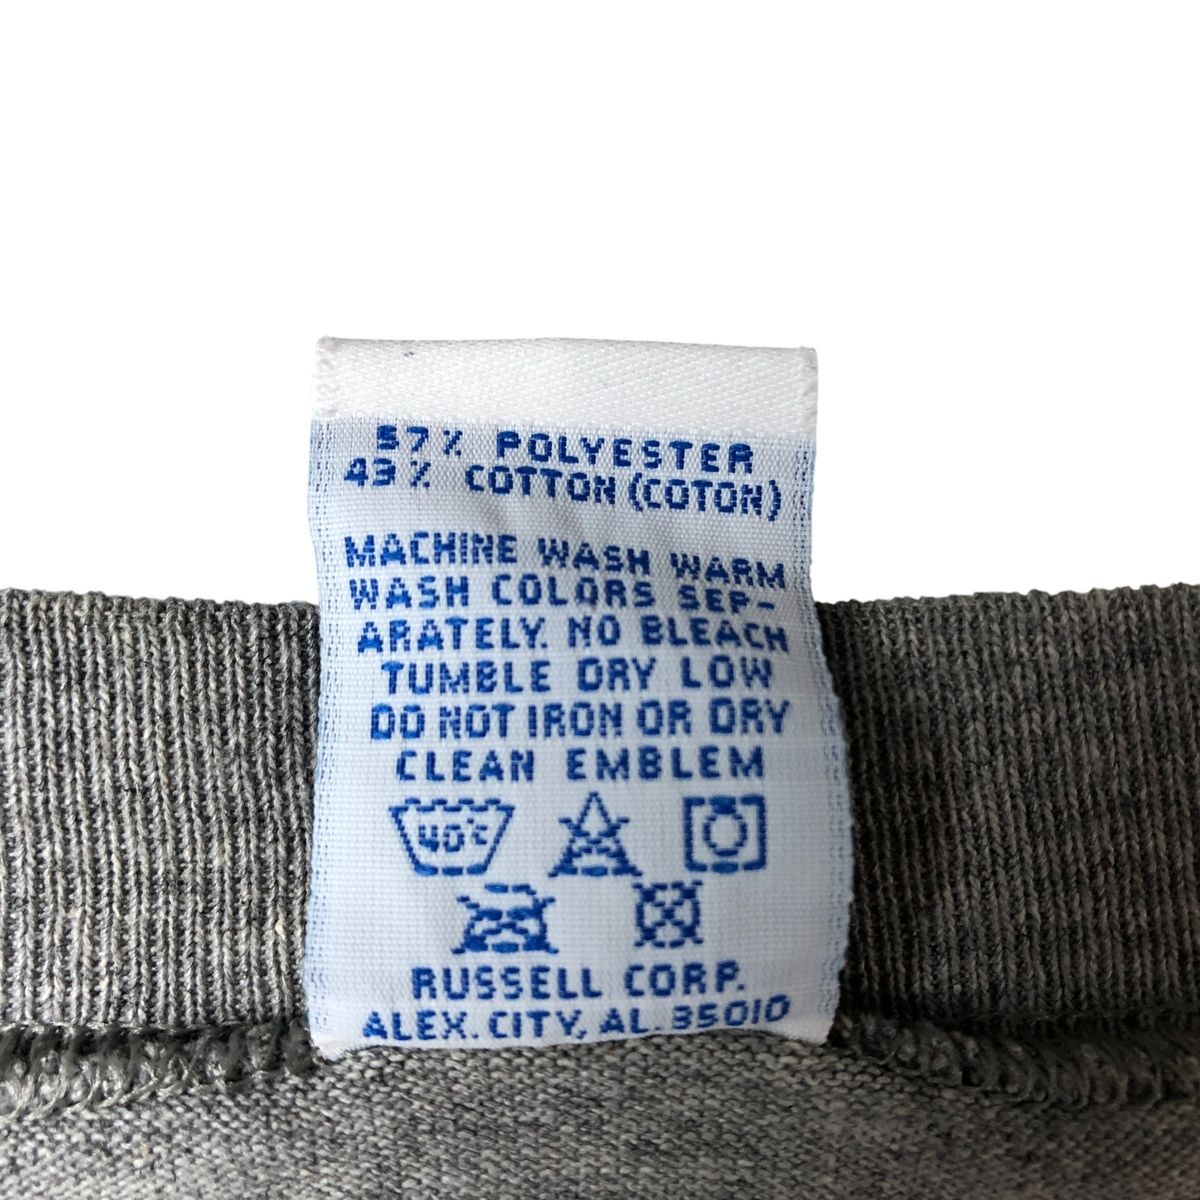 57% POLYESTER
43% COTTON (COTON)
MACHINE WASH WARM
WASH COLORS SEP-
ARATELY. NO BLEACH
TUMBLE DRY LOW
DO NOT IRON OR DRY
CLEAN EMBLEM
40°C
RUSSELL CORP.
ALEX. CITY, AL. 35010